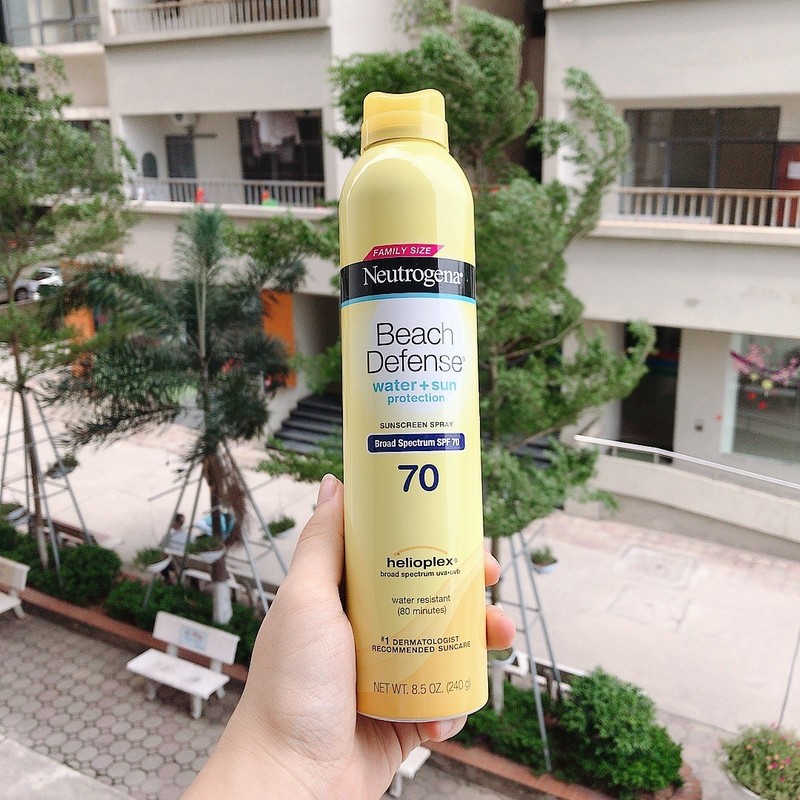 FAMILY SIZE
Neutrogena®
Beach
Defense®
water + sun
protection
SUNSCREEN SPRAY
Broad Spectrum SPF 70
70
helioplex®
broad spectrum uva•uvb
water resistant
(80 minutes)
#1 DERMATOLOGIST
RECOMMENDED SUNCARE
NET WT. 8.5 OZ. (240 g)